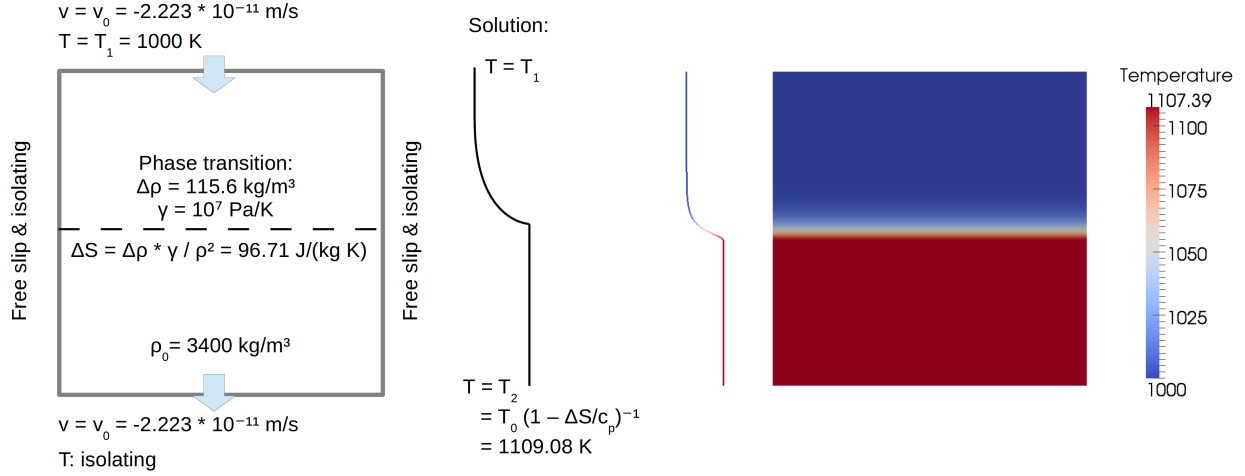 v = v₀ = -2.223 * 10⁻¹¹ m/s
T = T₁ = 1000 K
Free slip & isolating
Phase transition:
Δρ = 115.6 kg/m³
γ = 10⁷ Pa/K
ΔS = Δρ * γ / ρ² = 96.71 J/(kg K)
ρ₀= 3400 kg/m³
Free slip & isolating
v = v₀ = -2.223 * 10⁻¹¹ m/s
T: isolating
Solution:
T = T₁
T = T₂
= T₀ (1 – ΔS/cₚ)⁻¹
= 1109.08 K
Temperature
1107.39
1100
1075
1050
1025
1000